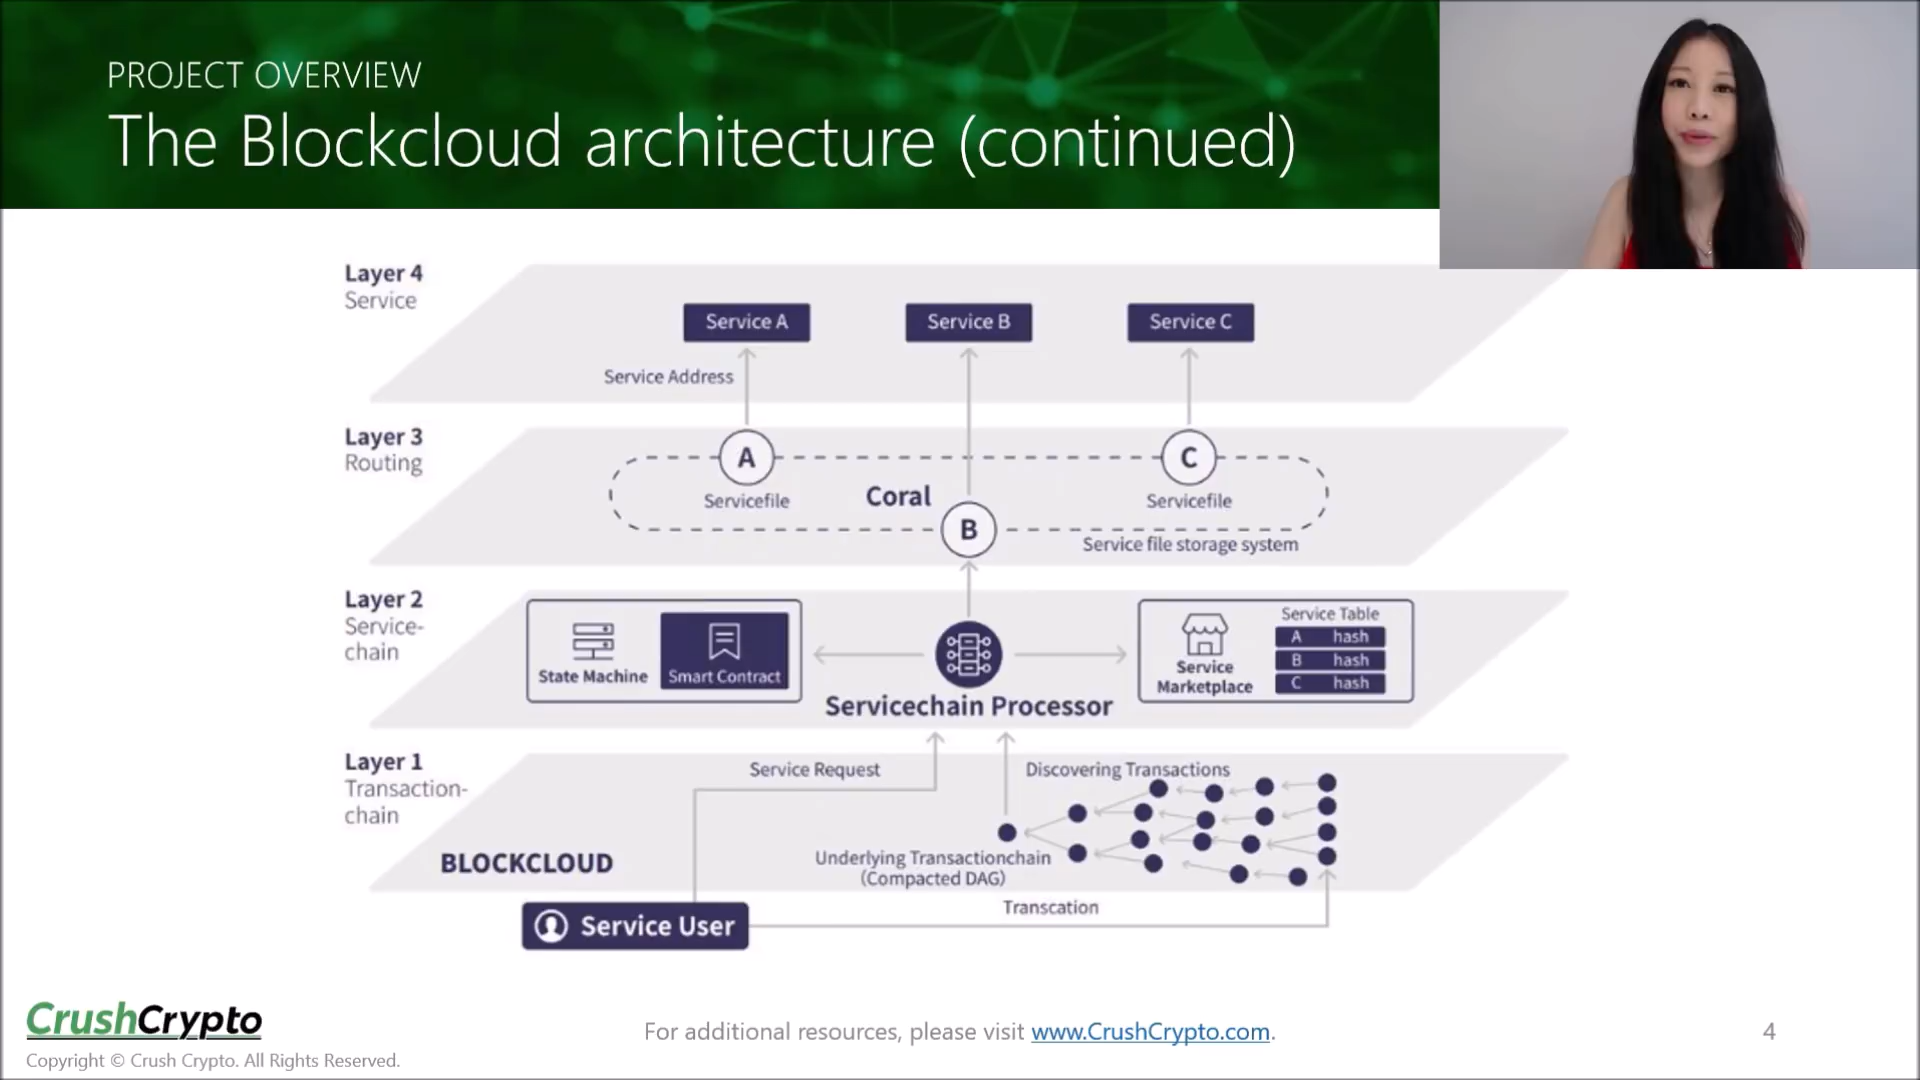 PROJECT OVERVIEW
The Blockcloud architecture (continued)
Layer 4
Service
Service A
Service B
Service C
Service Address
Layer 3
Routing
A
C
Servicefile
Coral
Servicefile
B
Service file storage system
Layer 2
Service-
chain
State Machine
Smart Contract
Servicechain Processor
Service
Marketplace
Service Table
A hash
B hash
C hash
Layer 1
Transaction-
chain
Service Request
Discovering Transactions
BLOCKCLOUD
Underlying Transactionchain
(Compacted DAG)
Transcation
Service User
CrushCrypto
Copyright © Crush Crypto. All Rights Reserved.
For additional resources, please visit www.CrushCrypto.com.
4